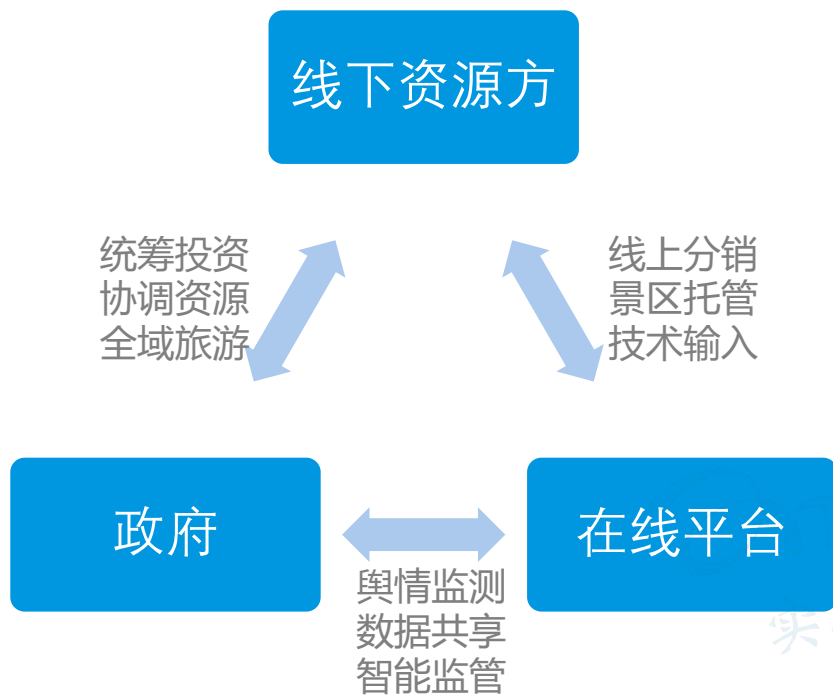 线下资源方
统筹投资
协调资源
全域旅游
线上分销
景区托管
技术输入
政府
在线平台
舆情监测
数据共享
智能监管
实